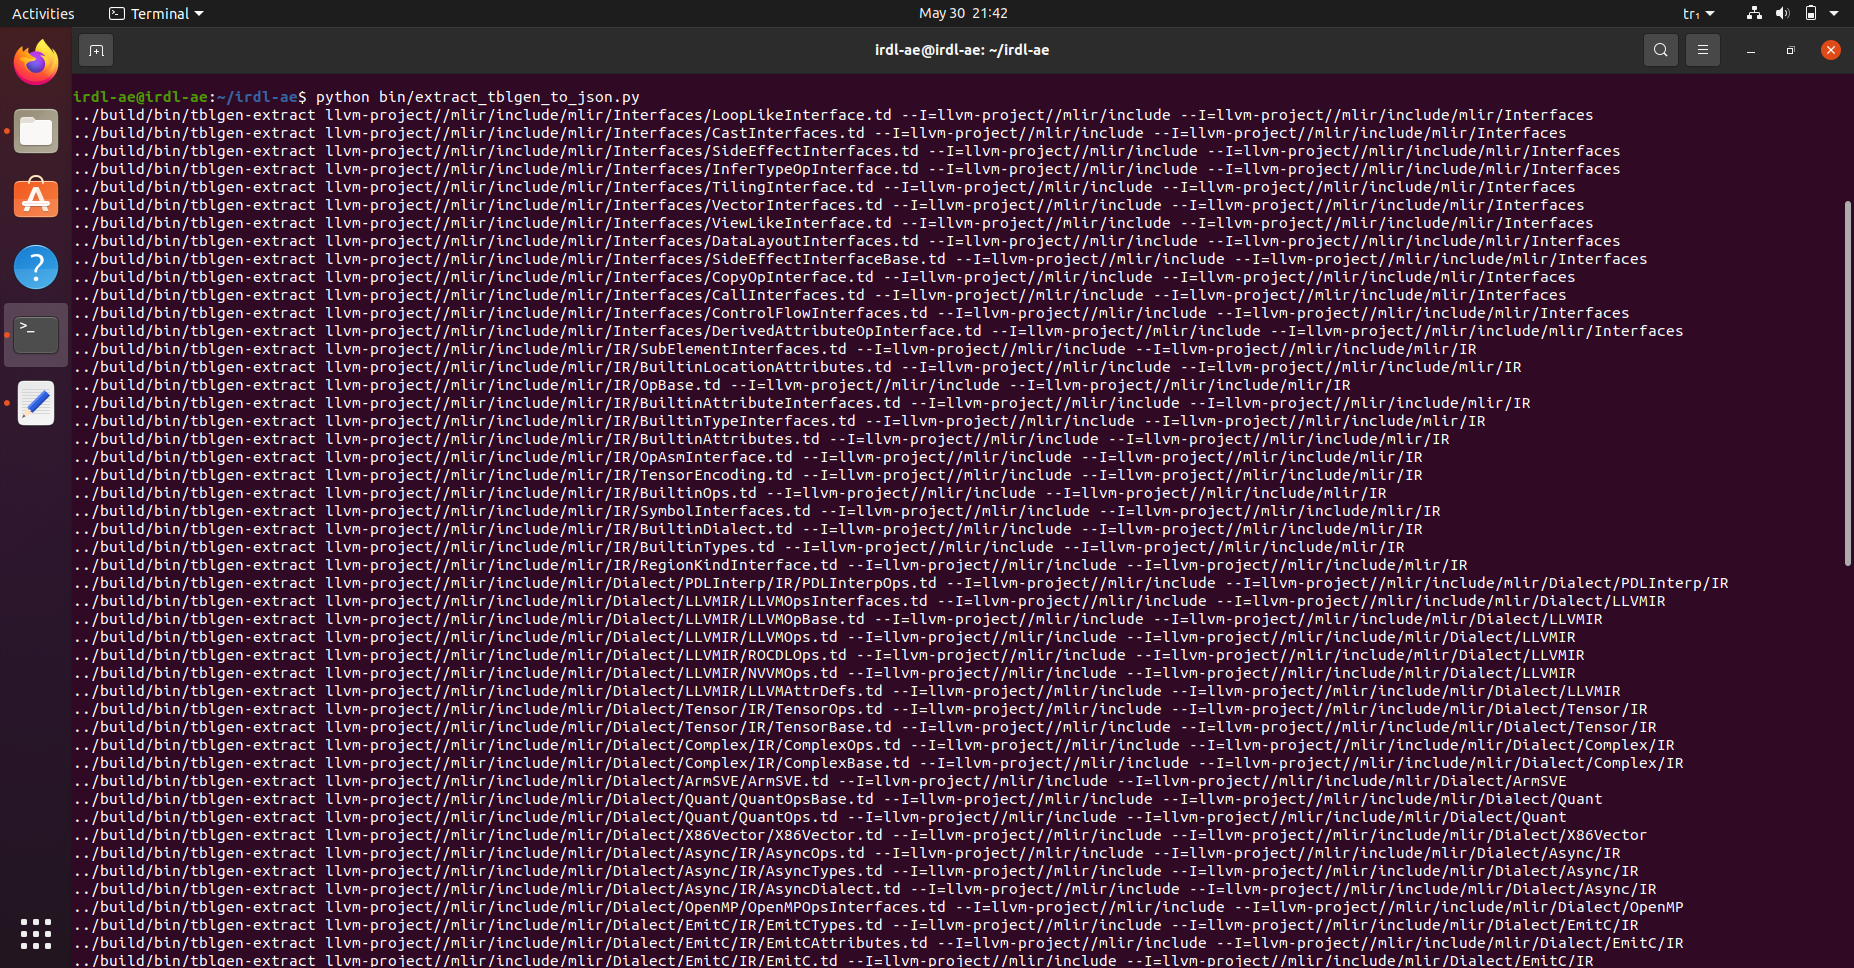 Activities
Terminal
May 30 21:42
tr₁
irdl-ae@irdl-ae: ~/irdl-ae
irdl-ae@irdl-ae:~/irdl-ae$ python bin/extract_tblgen_to_json.py
../build/bin/tblgen-extract llvm-project//mlir/include/mlir/Interfaces/LoopLikeInterface.td --I=llvm-project//mlir/include --I=llvm-project//mlir/include/mlir/Interfaces
../build/bin/tblgen-extract llvm-project//mlir/include/mlir/Interfaces/CastInterfaces.td --I=llvm-project//mlir/include --I=llvm-project//mlir/include/mlir/Interfaces
../build/bin/tblgen-extract llvm-project//mlir/include/mlir/Interfaces/SideEffectInterfaces.td --I=llvm-project//mlir/include --I=llvm-project//mlir/include/mlir/Interfaces
../build/bin/tblgen-extract llvm-project//mlir/include/mlir/Interfaces/InferTypeOpInterface.td --I=llvm-project//mlir/include --I=llvm-project//mlir/include/mlir/Interfaces
../build/bin/tblgen-extract llvm-project//mlir/include/mlir/Interfaces/TilingInterface.td --I=llvm-project//mlir/include --I=llvm-project//mlir/include/mlir/Interfaces
../build/bin/tblgen-extract llvm-project//mlir/include/mlir/Interfaces/VectorInterfaces.td --I=llvm-project//mlir/include --I=llvm-project//mlir/include/mlir/Interfaces
../build/bin/tblgen-extract llvm-project//mlir/include/mlir/Interfaces/ViewLikeInterface.td --I=llvm-project//mlir/include --I=llvm-project//mlir/include/mlir/Interfaces
../build/bin/tblgen-extract llvm-project//mlir/include/mlir/Interfaces/DataLayoutInterfaces.td --I=llvm-project//mlir/include --I=llvm-project//mlir/include/mlir/Interfaces
../build/bin/tblgen-extract llvm-project//mlir/include/mlir/Interfaces/SideEffectInterfaceBase.td --I=llvm-project//mlir/include --I=llvm-project//mlir/include/mlir/Interfaces
../build/bin/tblgen-extract llvm-project//mlir/include/mlir/Interfaces/CopyOpInterface.td --I=llvm-project//mlir/include --I=llvm-project//mlir/include/mlir/Interfaces
../build/bin/tblgen-extract llvm-project//mlir/include/mlir/Interfaces/CallInterfaces.td --I=llvm-project//mlir/include --I=llvm-project//mlir/include/mlir/Interfaces
../build/bin/tblgen-extract llvm-project//mlir/include/mlir/Interfaces/ControlFlowInterfaces.td --I=llvm-project//mlir/include --I=llvm-project//mlir/include/mlir/Interfaces
../build/bin/tblgen-extract llvm-project//mlir/include/mlir/Interfaces/DerivedAttributeOpInterface.td --I=llvm-project//mlir/include --I=llvm-project//mlir/include/mlir/Interfaces
../build/bin/tblgen-extract llvm-project//mlir/include/mlir/IR/SubElementInterfaces.td --I=llvm-project//mlir/include --I=llvm-project//mlir/include/mlir/IR
../build/bin/tblgen-extract llvm-project//mlir/include/mlir/IR/BuiltinLocationAttributes.td --I=llvm-project//mlir/include --I=llvm-project//mlir/include/mlir/IR
../build/bin/tblgen-extract llvm-project//mlir/include/mlir/IR/OpBase.td --I=llvm-project//mlir/include --I=llvm-project//mlir/include/mlir/IR
../build/bin/tblgen-extract llvm-project//mlir/include/mlir/IR/BuiltinAttributeInterfaces.td --I=llvm-project//mlir/include --I=llvm-project//mlir/include/mlir/IR
../build/bin/tblgen-extract llvm-project//mlir/include/mlir/IR/BuiltinTypeInterfaces.td --I=llvm-project//mlir/include --I=llvm-project//mlir/include/mlir/IR
../build/bin/tblgen-extract llvm-project//mlir/include/mlir/IR/BuiltinAttributes.td --I=llvm-project//mlir/include --I=llvm-project//mlir/include/mlir/IR
../build/bin/tblgen-extract llvm-project//mlir/include/mlir/IR/OpAsmInterface.td --I=llvm-project//mlir/include --I=llvm-project//mlir/include/mlir/IR
../build/bin/tblgen-extract llvm-project//mlir/include/mlir/IR/TensorEncoding.td --I=llvm-project//mlir/include --I=llvm-project//mlir/include/mlir/IR
../build/bin/tblgen-extract llvm-project//mlir/include/mlir/IR/BuiltinOps.td --I=llvm-project//mlir/include --I=llvm-project//mlir/include/mlir/IR
../build/bin/tblgen-extract llvm-project//mlir/include/mlir/IR/SymbolInterfaces.td --I=llvm-project//mlir/include --I=llvm-project//mlir/include/mlir/IR
../build/bin/tblgen-extract llvm-project//mlir/include/mlir/IR/BuiltinDialect.td --I=llvm-project//mlir/include --I=llvm-project//mlir/include/mlir/IR
../build/bin/tblgen-extract llvm-project//mlir/include/mlir/IR/BuiltinTypes.td --I=llvm-project//mlir/include --I=llvm-project//mlir/include/mlir/IR
../build/bin/tblgen-extract llvm-project//mlir/include/mlir/IR/RegionKindInterface.td --I=llvm-project//mlir/include --I=llvm-project//mlir/include/mlir/IR
../build/bin/tblgen-extract llvm-project//mlir/include/mlir/Dialect/PDLInterp/IR/PDLInterpOps.td --I=llvm-project//mlir/include --I=llvm-project//mlir/include/mlir/Dialect/PDLInterp/IR
../build/bin/tblgen-extract llvm-project//mlir/include/mlir/Dialect/LLVMIR/LLVMOpsInterfaces.td --I=llvm-project//mlir/include --I=llvm-project//mlir/include/mlir/Dialect/LLVMIR
../build/bin/tblgen-extract llvm-project//mlir/include/mlir/Dialect/LLVMIR/LLVMOpBase.td --I=llvm-project//mlir/include --I=llvm-project//mlir/include/mlir/Dialect/LLVMIR
../build/bin/tblgen-extract llvm-project//mlir/include/mlir/Dialect/LLVMIR/LLVMOps.td --I=llvm-project//mlir/include --I=llvm-project//mlir/include/mlir/Dialect/LLVMIR
../build/bin/tblgen-extract llvm-project//mlir/include/mlir/Dialect/LLVMIR/ROCDLOps.td --I=llvm-project//mlir/include --I=llvm-project//mlir/include/mlir/Dialect/LLVMIR
../build/bin/tblgen-extract llvm-project//mlir/include/mlir/Dialect/LLVMIR/NVVMOps.td --I=llvm-project//mlir/include --I=llvm-project//mlir/include/mlir/Dialect/LLVMIR
../build/bin/tblgen-extract llvm-project//mlir/include/mlir/Dialect/LLVMIR/LLVMAttrDefs.td --I=llvm-project//mlir/include --I=llvm-project//mlir/include/mlir/Dialect/LLVMIR
../build/bin/tblgen-extract llvm-project//mlir/include/mlir/Dialect/Tensor/IR/TensorOps.td --I=llvm-project//mlir/include --I=llvm-project//mlir/include/mlir/Dialect/Tensor/IR
../build/bin/tblgen-extract llvm-project//mlir/include/mlir/Dialect/Tensor/IR/TensorBase.td --I=llvm-project//mlir/include --I=llvm-project//mlir/include/mlir/Dialect/Tensor/IR
../build/bin/tblgen-extract llvm-project//mlir/include/mlir/Dialect/Complex/IR/ComplexOps.td --I=llvm-project//mlir/include --I=llvm-project//mlir/include/mlir/Dialect/Complex/IR
../build/bin/tblgen-extract llvm-project//mlir/include/mlir/Dialect/Complex/IR/ComplexBase.td --I=llvm-project//mlir/include --I=llvm-project//mlir/include/mlir/Dialect/Complex/IR
../build/bin/tblgen-extract llvm-project//mlir/include/mlir/Dialect/ArmSVE/ArmSVE.td --I=llvm-project//mlir/include --I=llvm-project//mlir/include/mlir/Dialect/ArmSVE
../build/bin/tblgen-extract llvm-project//mlir/include/mlir/Dialect/Quant/QuantOpsBase.td --I=llvm-project//mlir/include --I=llvm-project//mlir/include/mlir/Dialect/Quant
../build/bin/tblgen-extract llvm-project//mlir/include/mlir/Dialect/Quant/QuantOps.td --I=llvm-project//mlir/include --I=llvm-project//mlir/include/mlir/Dialect/Quant
../build/bin/tblgen-extract llvm-project//mlir/include/mlir/Dialect/X86Vector/X86Vector.td --I=llvm-project//mlir/include --I=llvm-project//mlir/include/mlir/Dialect/X86Vector
../build/bin/tblgen-extract llvm-project//mlir/include/mlir/Dialect/Async/IR/AsyncOps.td --I=llvm-project//mlir/include --I=llvm-project//mlir/include/mlir/Dialect/Async/IR
../build/bin/tblgen-extract llvm-project//mlir/include/mlir/Dialect/Async/IR/AsyncTypes.td --I=llvm-project//mlir/include --I=llvm-project//mlir/include/mlir/Dialect/Async/IR
../build/bin/tblgen-extract llvm-project//mlir/include/mlir/Dialect/Async/IR/AsyncDialect.td --I=llvm-project//mlir/include --I=llvm-project//mlir/include/mlir/Dialect/Async/IR
../build/bin/tblgen-extract llvm-project//mlir/include/mlir/Dialect/OpenMP/OpenMPOpsInterfaces.td --I=llvm-project//mlir/include --I=llvm-project//mlir/include/mlir/Dialect/OpenMP
../build/bin/tblgen-extract llvm-project//mlir/include/mlir/Dialect/EmitC/IR/EmitCTypes.td --I=llvm-project//mlir/include --I=llvm-project//mlir/include/mlir/Dialect/EmitC/IR
../build/bin/tblgen-extract llvm-project//mlir/include/mlir/Dialect/EmitC/IR/EmitCAttributes.td --I=llvm-project//mlir/include --I=llvm-project//mlir/include/mlir/Dialect/EmitC/IR
../build/bin/tblgen-extract llvm-project//mlir/include/mlir/Dialect/EmitC/IR/EmitC.td --I=llvm-project//mlir/include --I=llvm-project//mlir/include/mlir/Dialect/EmitC/IR